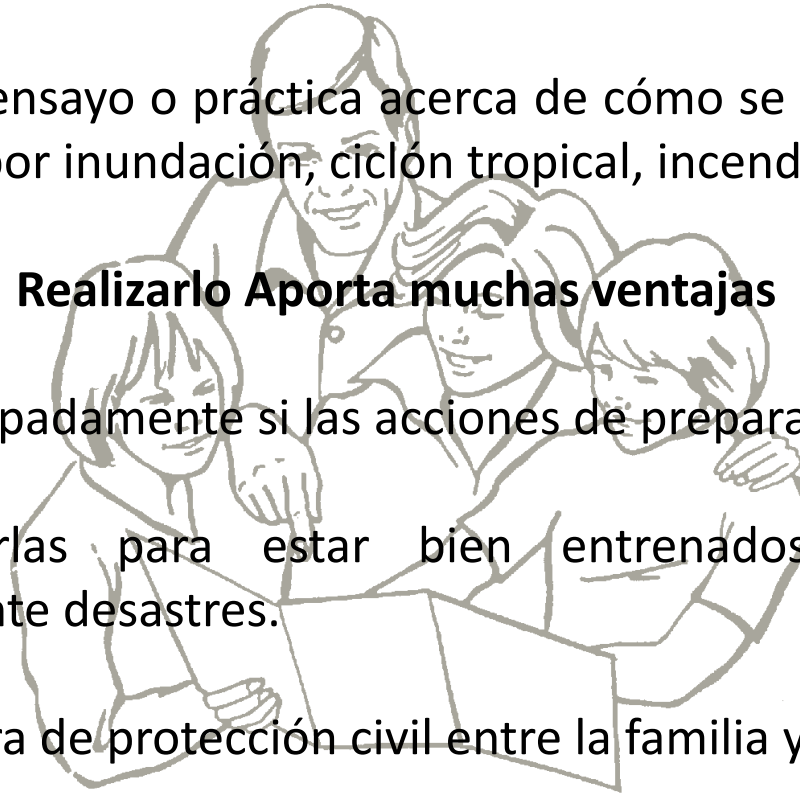 ensayo o práctica acerca de cómo se
por inundación, ciclón tropical, incend
Realizarlo Aporta muchas ventajas
padamente si las acciones de prepara
rlas para estar bien entrenados
nte desastres.
ra de protección civil entre la familia y